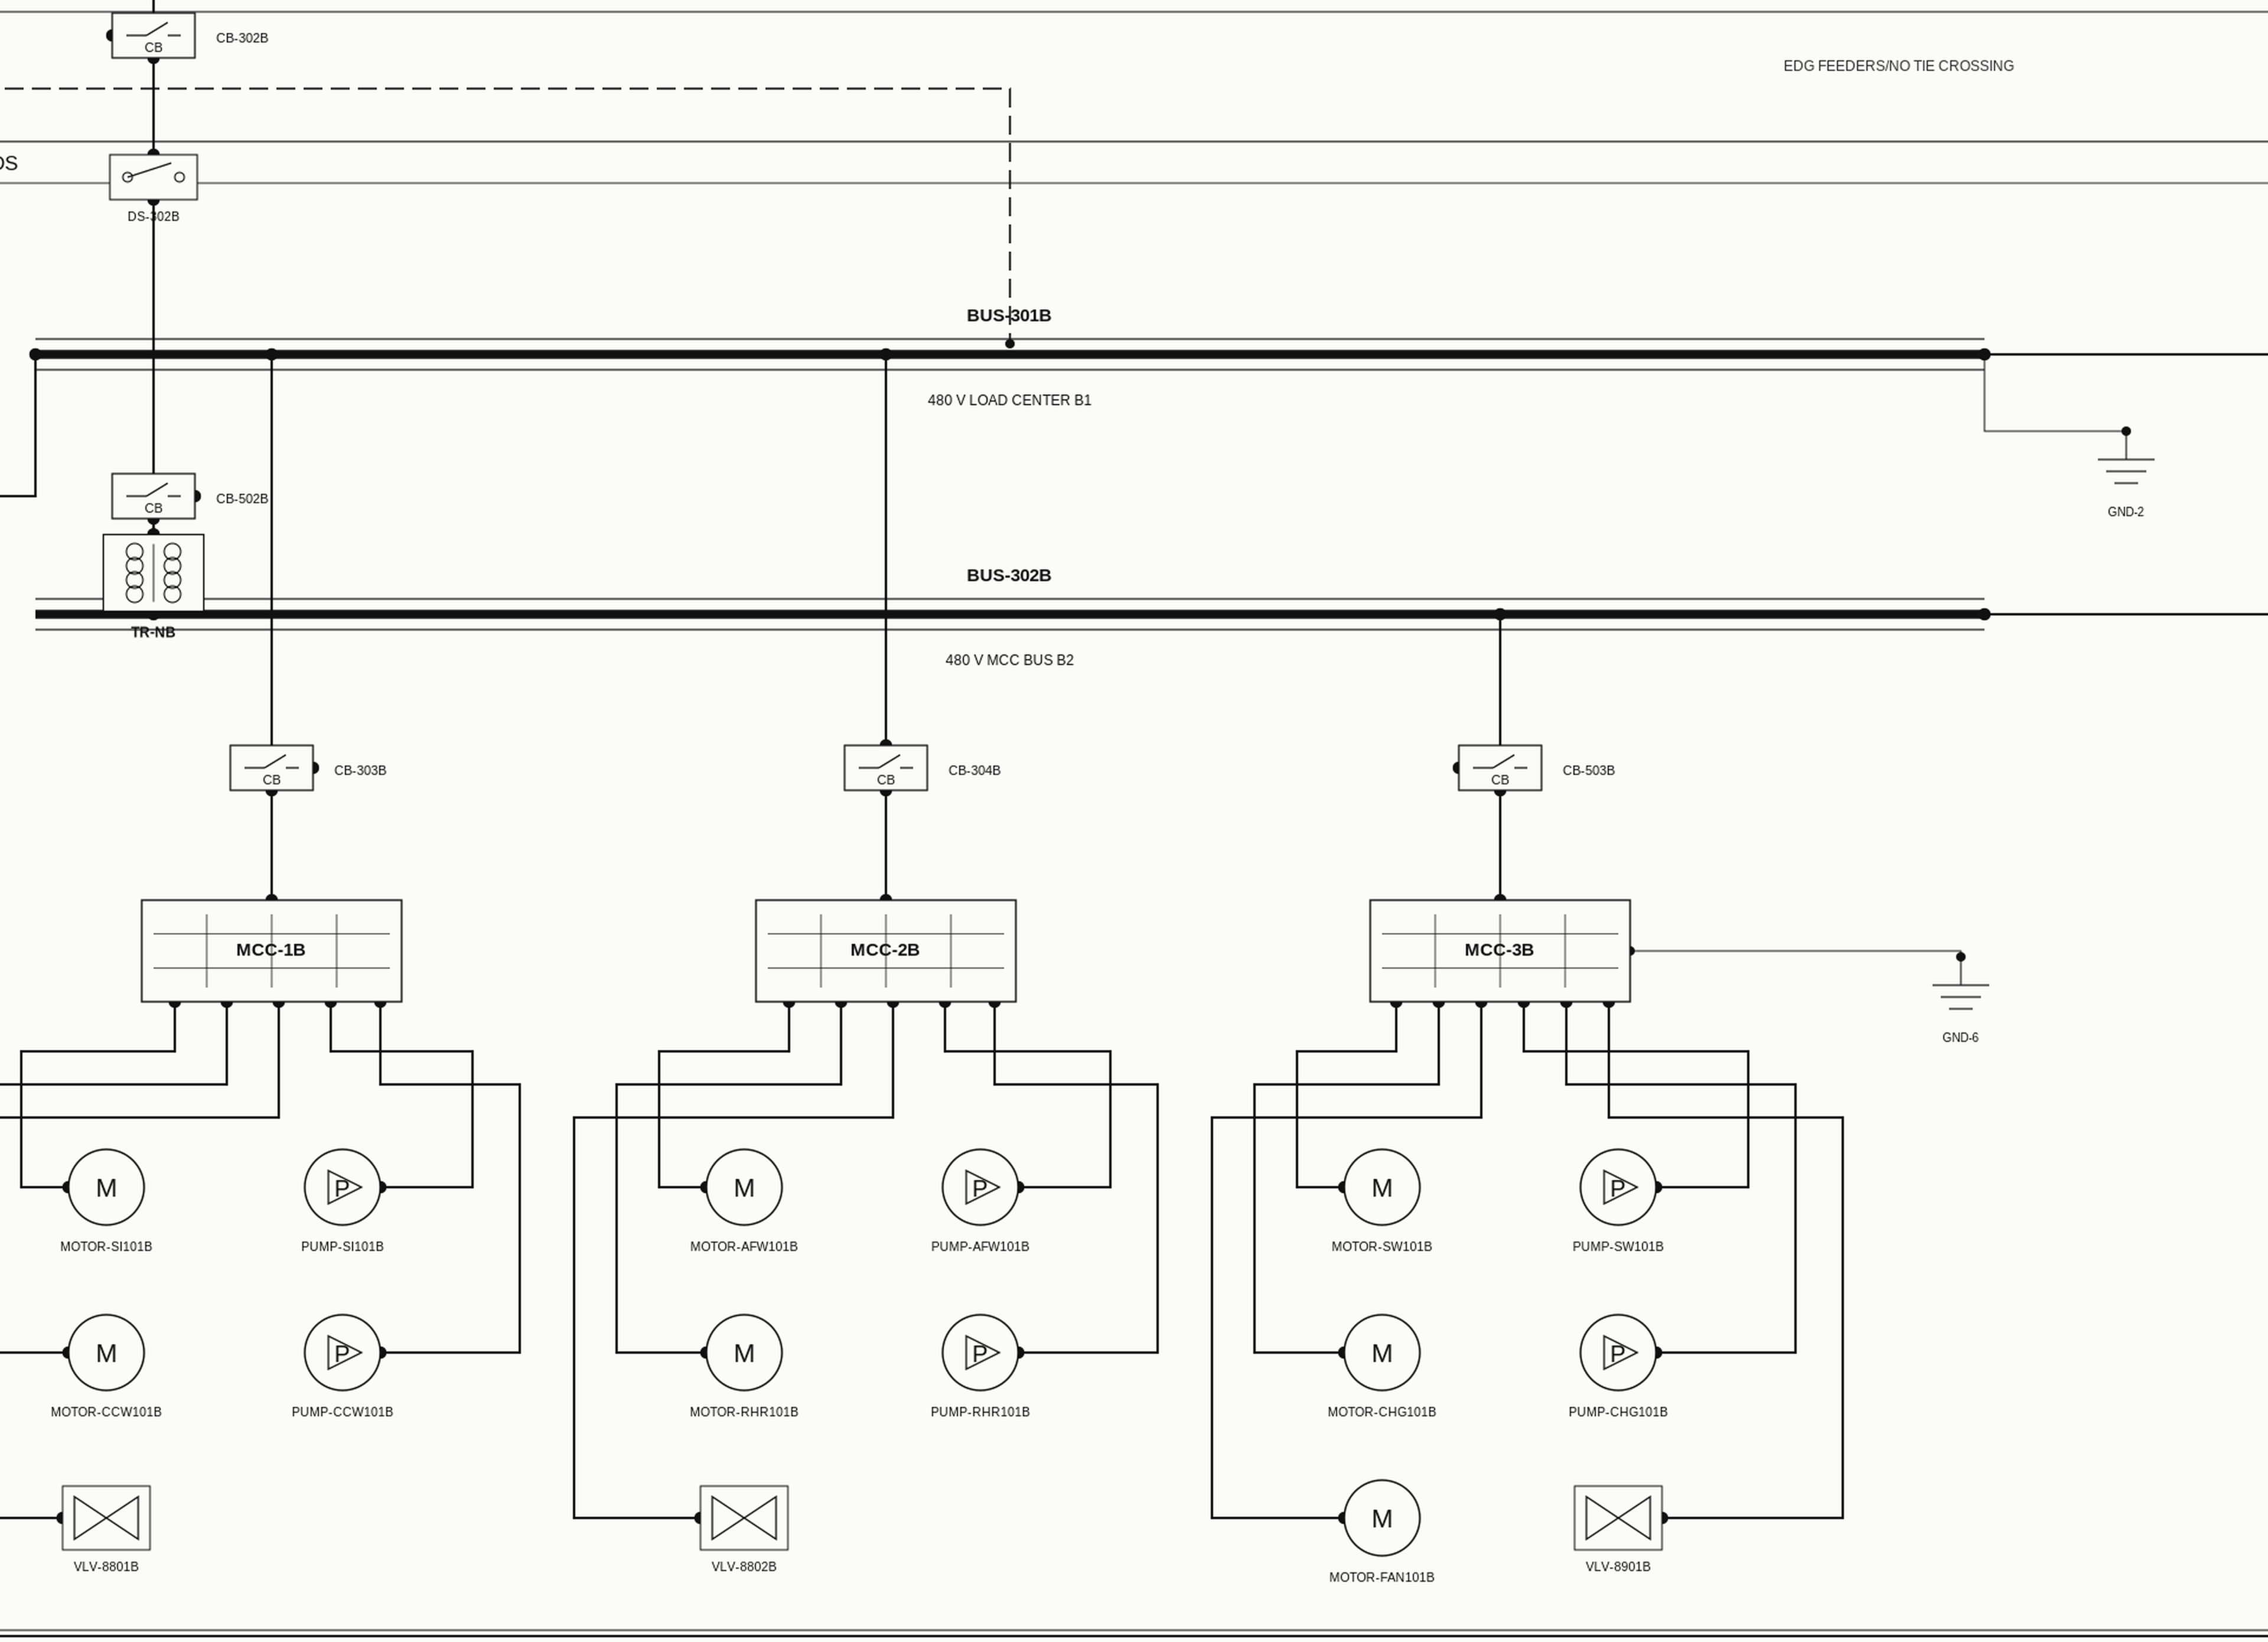 CB
CB-302B
EDG FEEDERS/NO TIE CROSSING
DS
DS-302B
BUS-301B
480 V LOAD CENTER B1
CB
CB-502B
GND-2
BUS-302B
TR-NB
480 V MCC BUS B2
CB
CB-303B
CB
CB-304B
CB
CB-503B
MCC-1B
MCC-2B
MCC-3B
GND-6
M
P
M
P
M
P
MOTOR-SI101B
PUMP-SI101B
MOTOR-AFW101B
PUMP-AFW101B
MOTOR-SW101B
PUMP-SW101B
M
P
M
P
M
P
MOTOR-CCW101B
PUMP-CCW101B
MOTOR-RHR101B
PUMP-RHR101B
MOTOR-CHG101B
PUMP-CHG101B
M
VLV-8801B
VLV-8802B
MOTOR-FAN101B
VLV-8901B